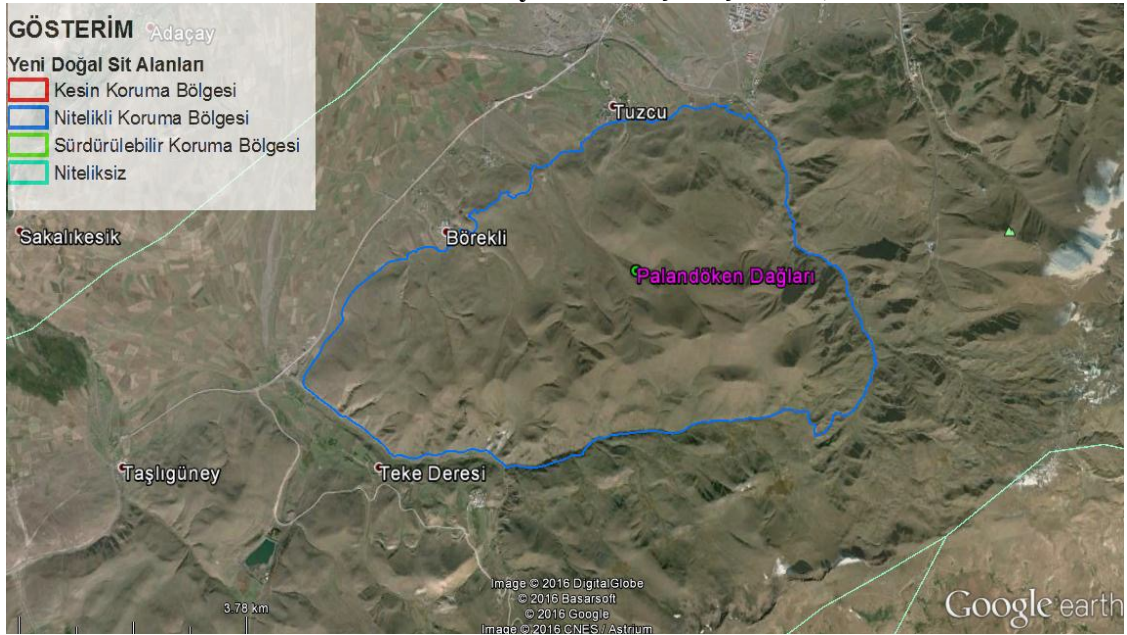 GÖSTERİM
Adaçay
Yeni Doğal Sit Alanları
Kesin Koruma Bölgesi
Nitelikli Koruma Bölgesi
Sürdürülebilir Koruma Bölgesi
Niteliksiz
Tuzcu
Sakalıkesik
Börekli
Palandöken Dağları
Taşlıgüney
Teke Deresi
Image © 2016 DigitalGlobe
© 2016 Basarsoft
© 2016 Google
Image © 2016 CNES / Astrium
3.78 km
Google earth